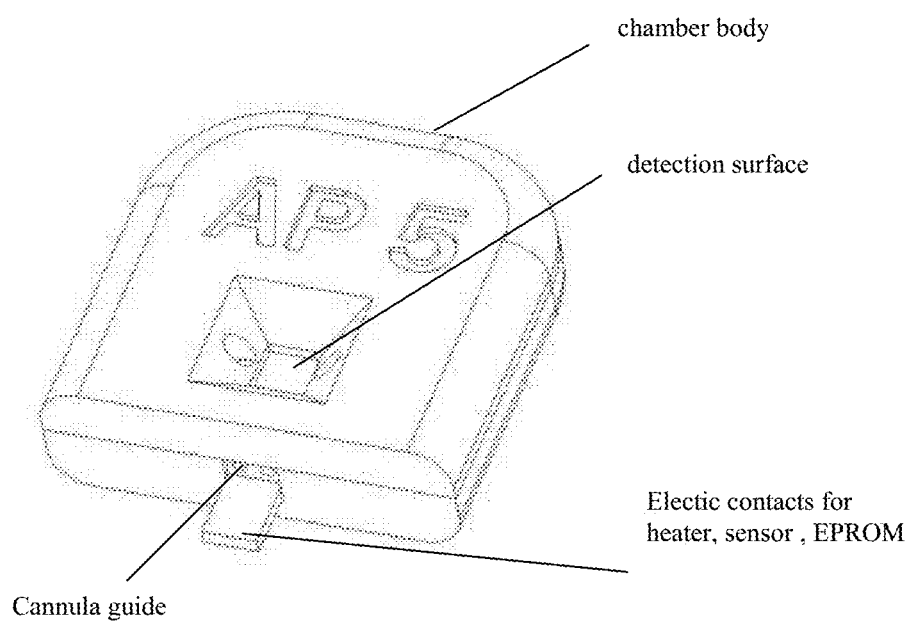 chamber body
detection surface
AP 5
Electic contacts for
heater, sensor , EPROM
Cannula guide